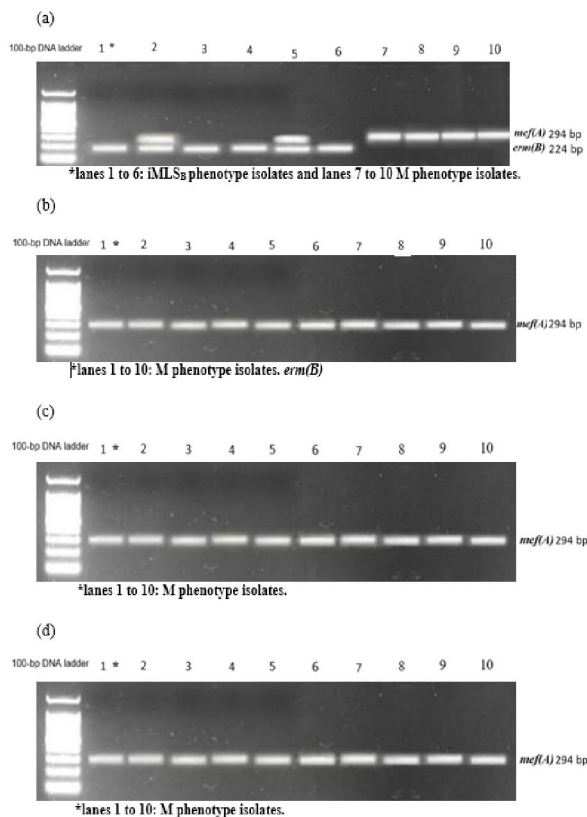 (a)
100-bp DNA ladder 1 * 2 3 4 5 6 7 8 9 10
mef(A) 294 bp
erm(B) 224 bp
*lanes 1 to 6: iMLSB phenotype isolates and lanes 7 to 10 M phenotype isolates.
(b)
100-bp DNA ladder 1 * 2 3 4 5 6 7 8 9 10
mef(A) 294 bp
*lanes 1 to 10: M phenotype isolates. erm(B)
(c)
100-bp DNA ladder 1 * 2 3 4 5 6 7 8 9 10
mef(A) 294 bp
*lanes 1 to 10: M phenotype isolates.
(d)
100-bp DNA ladder 1 * 2 3 4 5 6 7 8 9 10
mef(A) 294 bp
*lanes 1 to 10: M phenotype isolates.